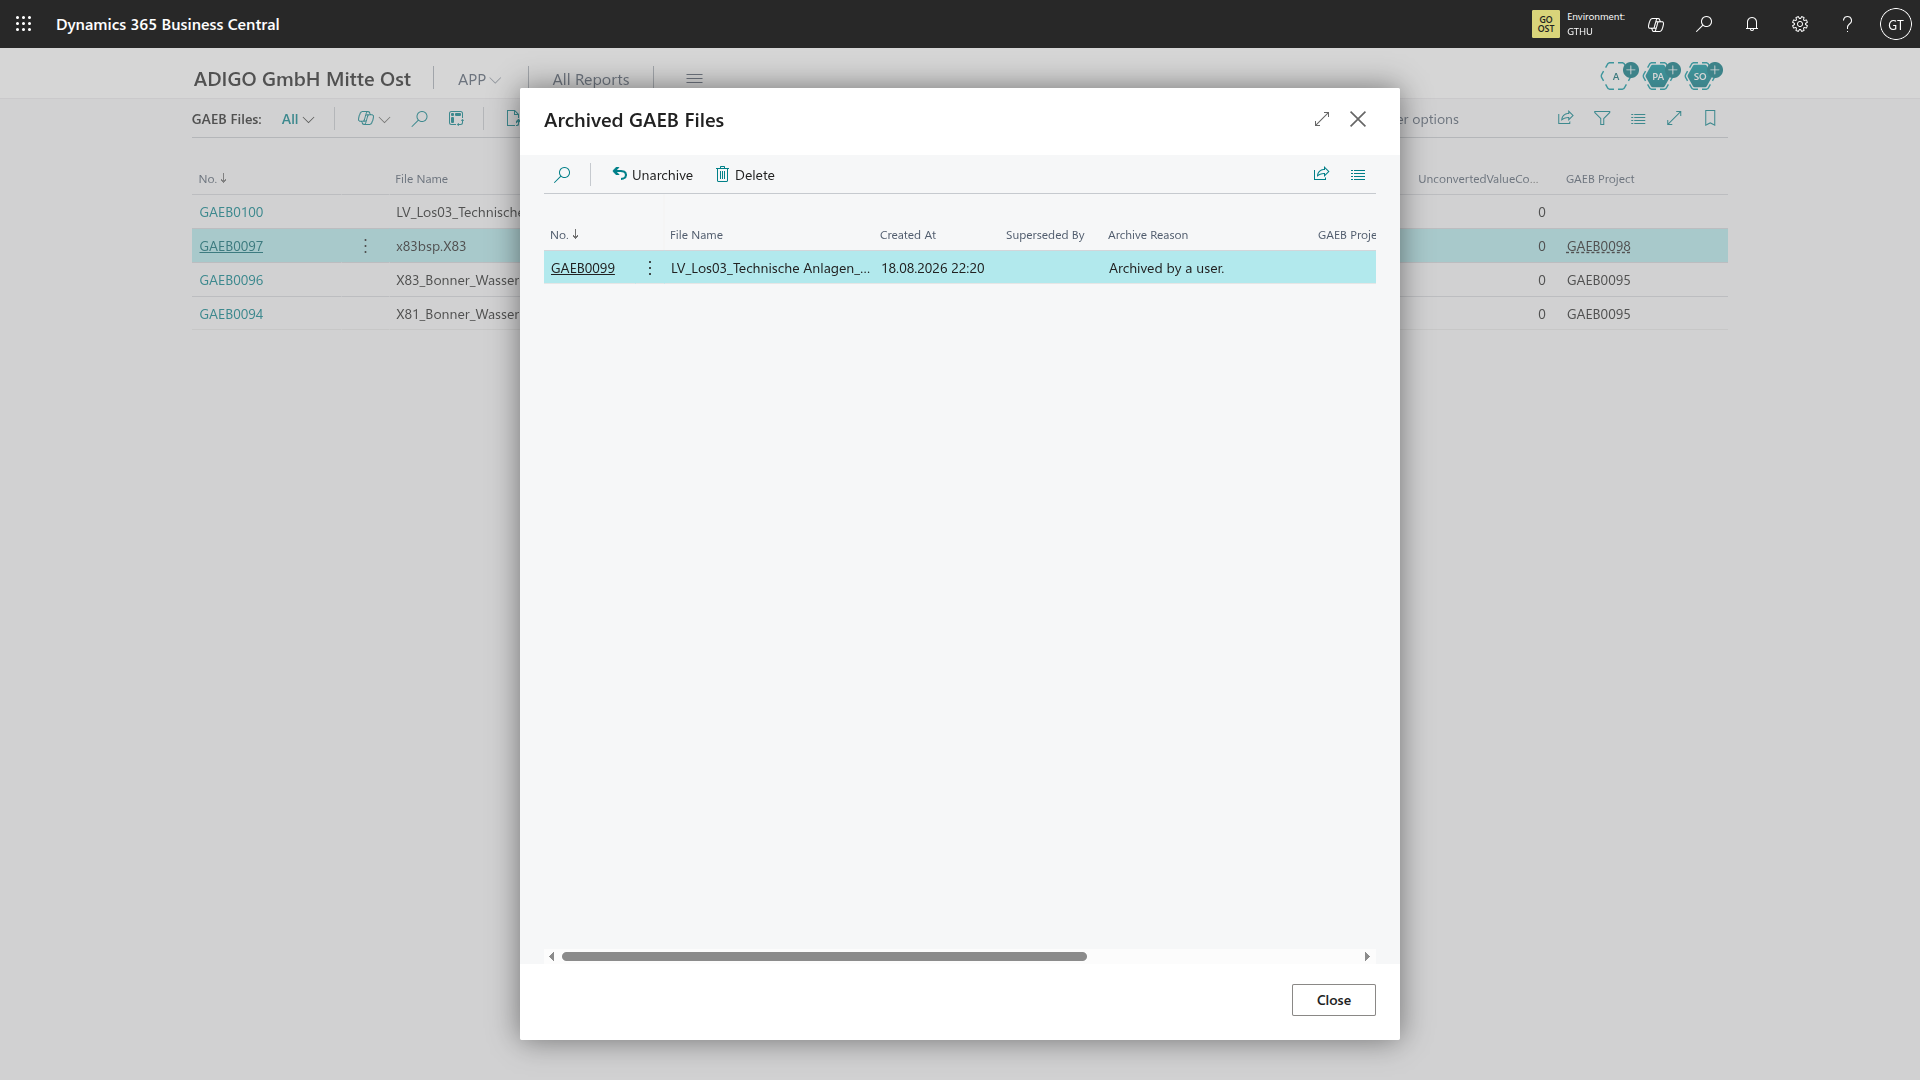 Dynamics 365 Business Central
GO
OST
Environment:
GTHU
GT
ADIGO GmbH Mitte Ost
APP
All Reports
A
PA
SO
GAEB Files:
All
er options
No.
File Name
UnconvertedValueCo...
GAEB Project
GAEB0100
LV_Los03_Technische
0
GAEB0097
x83bsp.X83
0
GAEB0098
GAEB0096
X83_Bonner_Wasser
0
GAEB0095
GAEB0094
X81_Bonner_Wasser
0
GAEB0095
Archived GAEB Files
Unarchive
Delete
No.
File Name
Created At
Superseded By
Archive Reason
GAEB Proje
GAEB0099
LV_Los03_Technische Anlagen_...
18.08.2026 22:20
Archived by a user.
Close